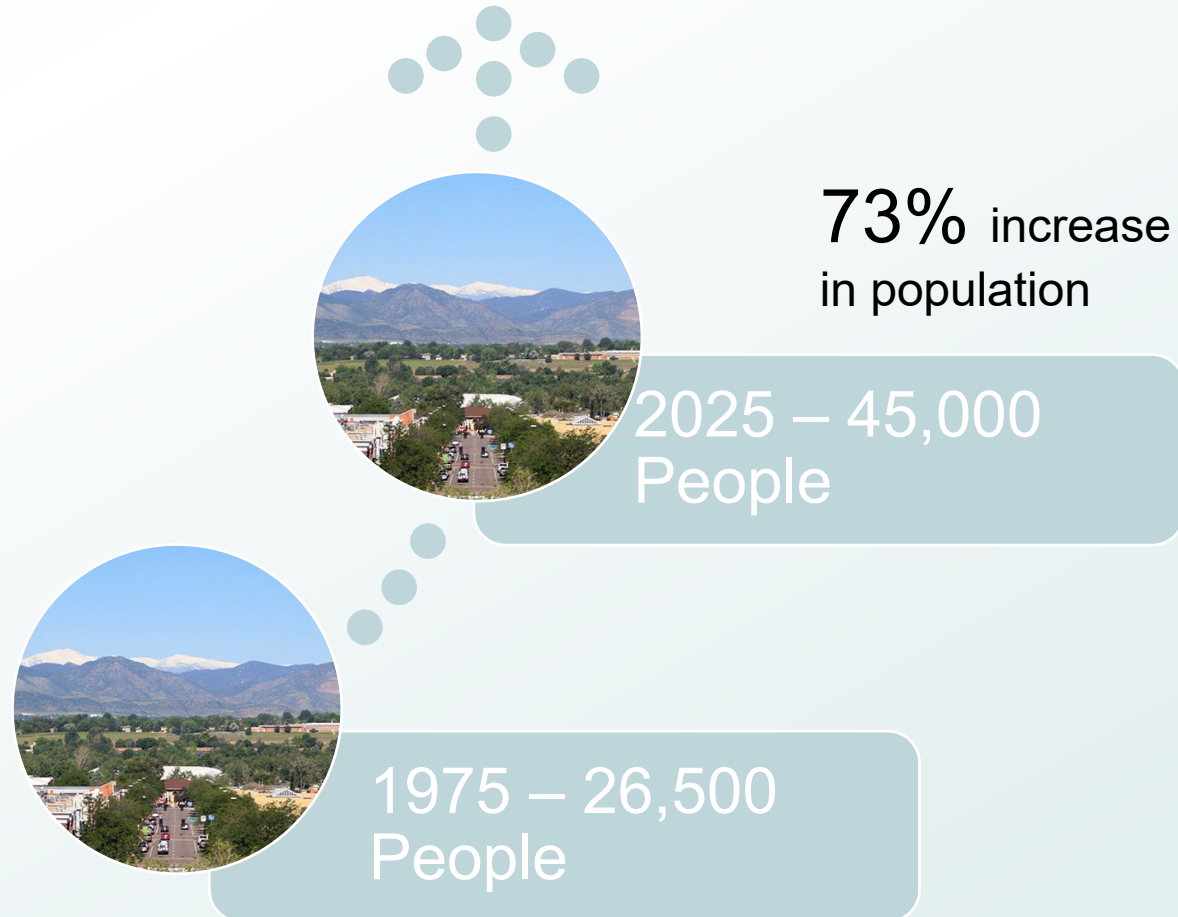 73% increase
in population
2025 – 45,000
People
1975 – 26,500
People